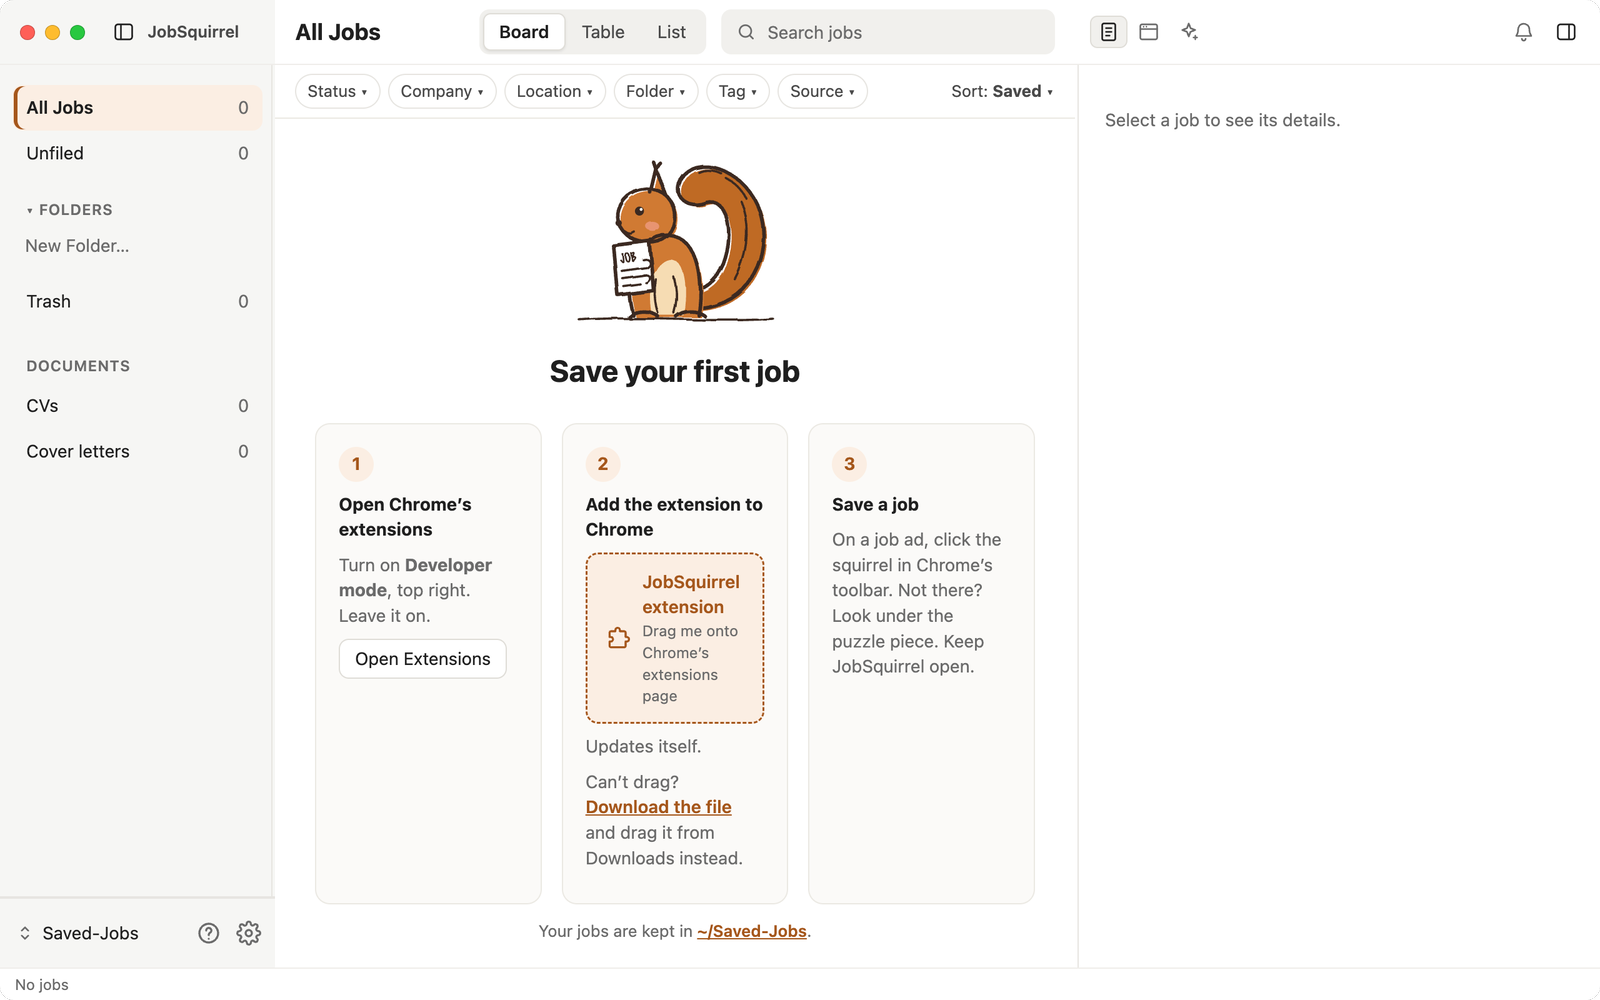 JobSquirrel
All Jobs
Board
Table
List
Search jobs
All Jobs 0
Unfiled 0
FOLDERS
New Folder...
Trash 0
DOCUMENTS
CVs 0
Cover letters 0
Saved-Jobs
No jobs
Status
Company
Location
Folder
Tag
Source
Sort: Saved
JOB
Save your first job
1
Open Chrome’s
extensions
Turn on Developer
mode, top right.
Leave it on.
Open Extensions
2
Add the extension to
Chrome
JobSquirrel
extension
Drag me onto
Chrome’s
extensions
page
Updates itself.
Can’t drag?
Download the file
and drag it from
Downloads instead.
3
Save a job
On a job ad, click the
squirrel in Chrome’s
toolbar. Not there?
Look under the
puzzle piece. Keep
JobSquirrel open.
Your jobs are kept in ~/Saved-Jobs.
Select a job to see its details.